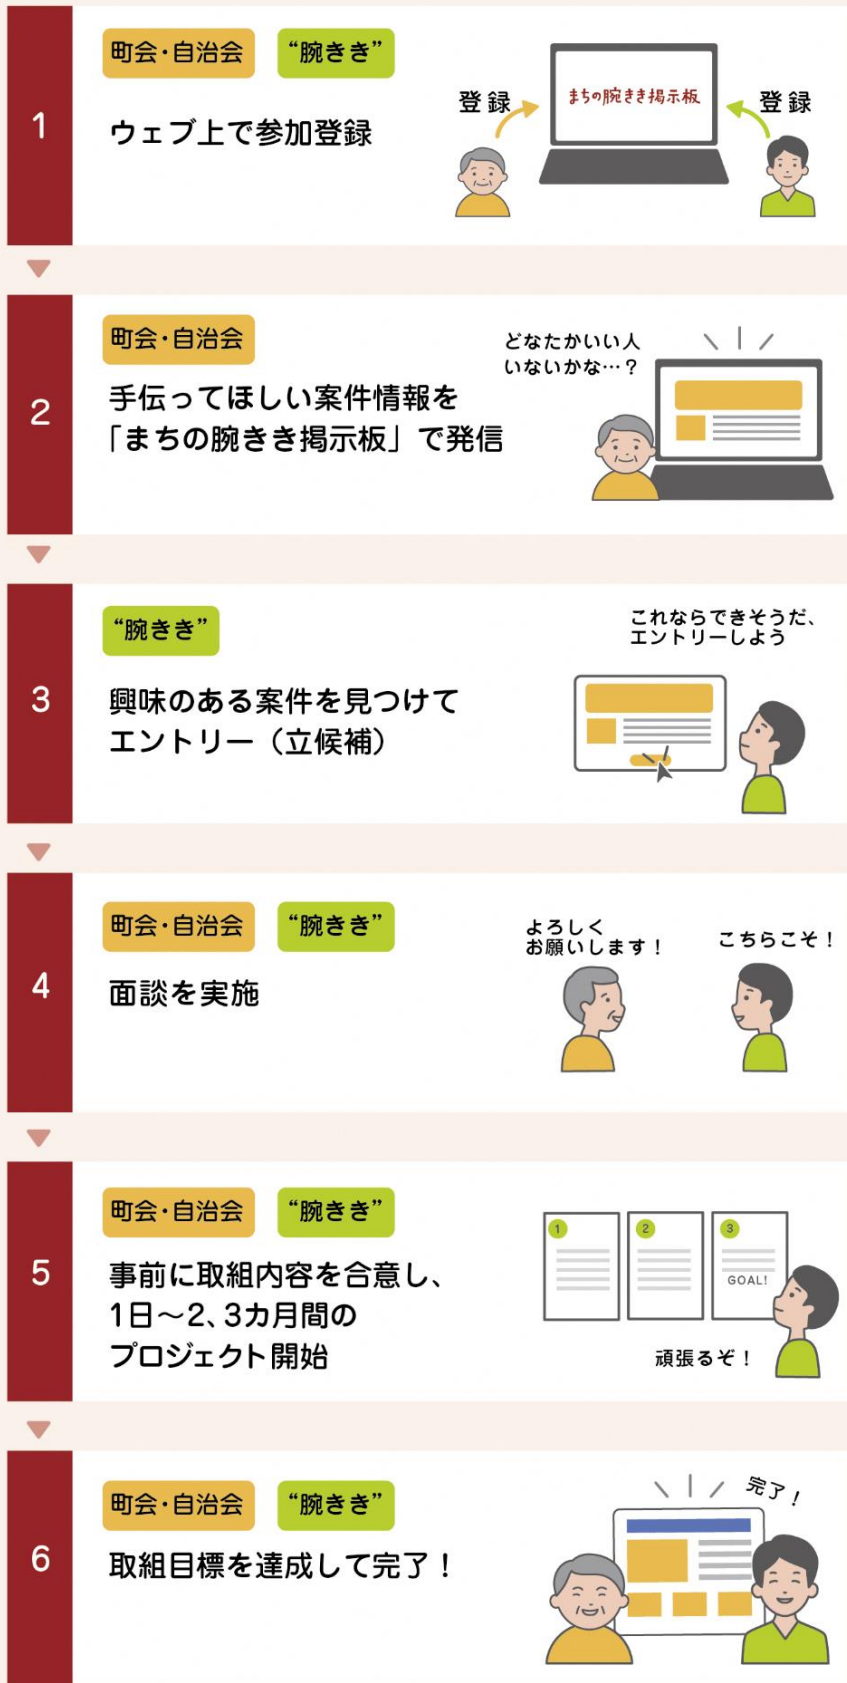 1
町会・自治会
“腕きき”
ウェブ上で参加登録
登録
まちの腕きき掲示板
登録
2
町会・自治会
手伝ってほしい案件情報を
「まちの腕きき掲示板」で発信
どなたかいい人
いないかな…？
3
“腕きき”
興味のある案件を見つけて
エントリー（立候補）
これならできそうだ、
エントリーしよう
4
町会・自治会
“腕きき”
面談を実施
よろしく
お願いします！
こちらこそ！
5
町会・自治会
“腕きき”
事前に取組内容を合意し、
1日～2、3カ月間の
プロジェクト開始
1
2
3
GOAL!
頑張るぞ！
6
町会・自治会
“腕きき”
取組目標を達成して完了！
完了！